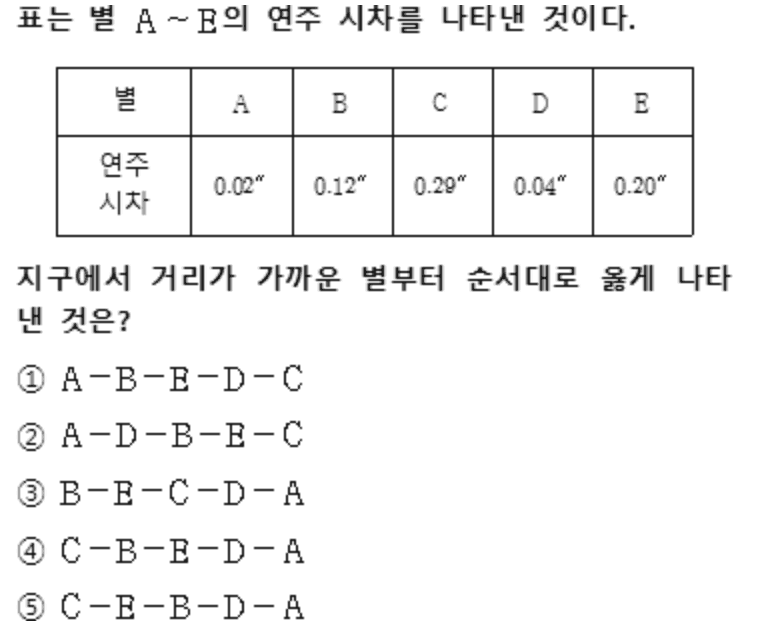 표는 별 A ~ E의 연주 시차를 나타낸 것이다.
별 A B C D E
연주 시차 0.02″ 0.12″ 0.29″ 0.04″ 0.20″
지구에서 거리가 가까운 별부터 순서대로 옳게 나타
낸 것은?
① A-B-E-D-C
② A-D-B-E-C
③ B-E-C-D-A
④ C-B-E-D-A
⑤ C-E-B-D-A